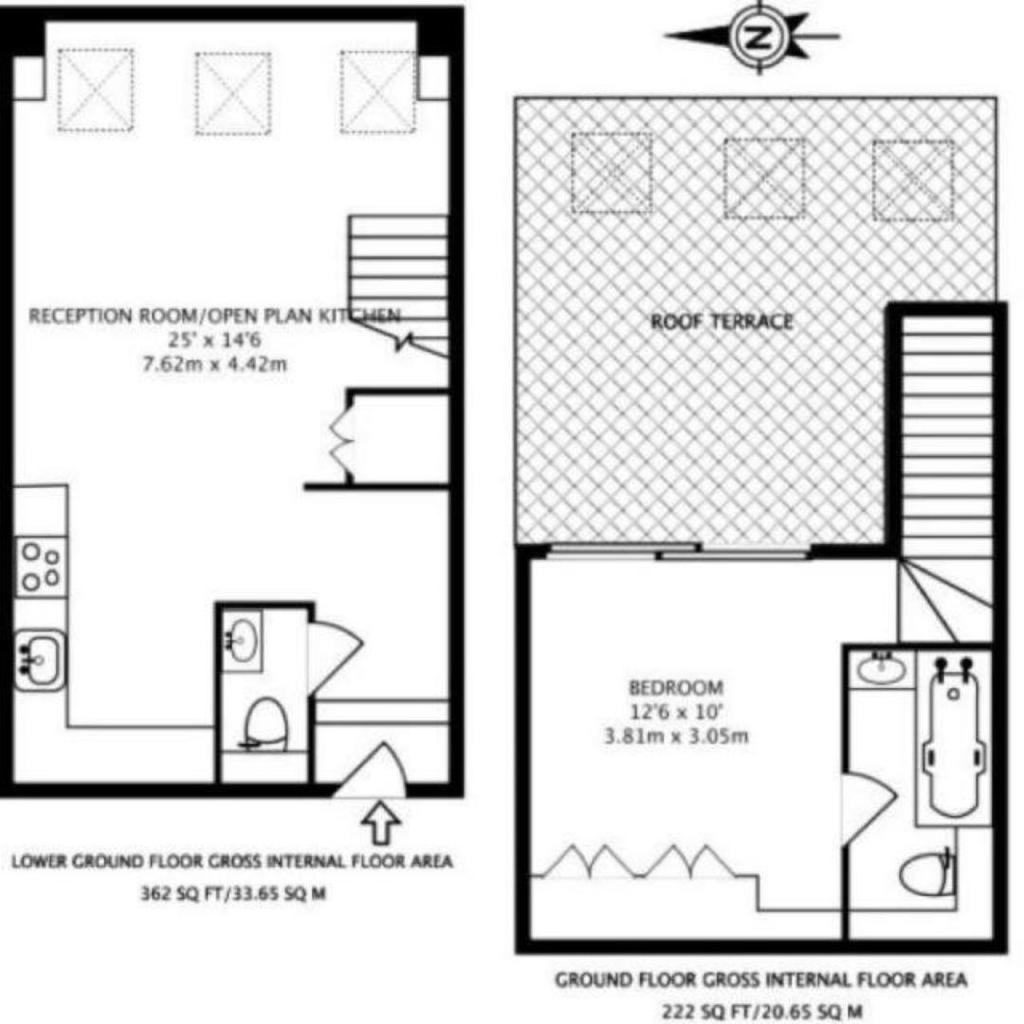 RECEPTION ROOM/OPEN PLAN KITCHEN
25' x 14'6
7.62m x 4.42m
LOWER GROUND FLOOR GROSS INTERNAL FLOOR AREA
362 SQ FT/33.65 SQ M
N
ROOF TERRACE
BEDROOM
12'6 x 10'
3.81m x 3.05m
GROUND FLOOR GROSS INTERNAL FLOOR AREA
222 SQ FT/20.65 SQ M